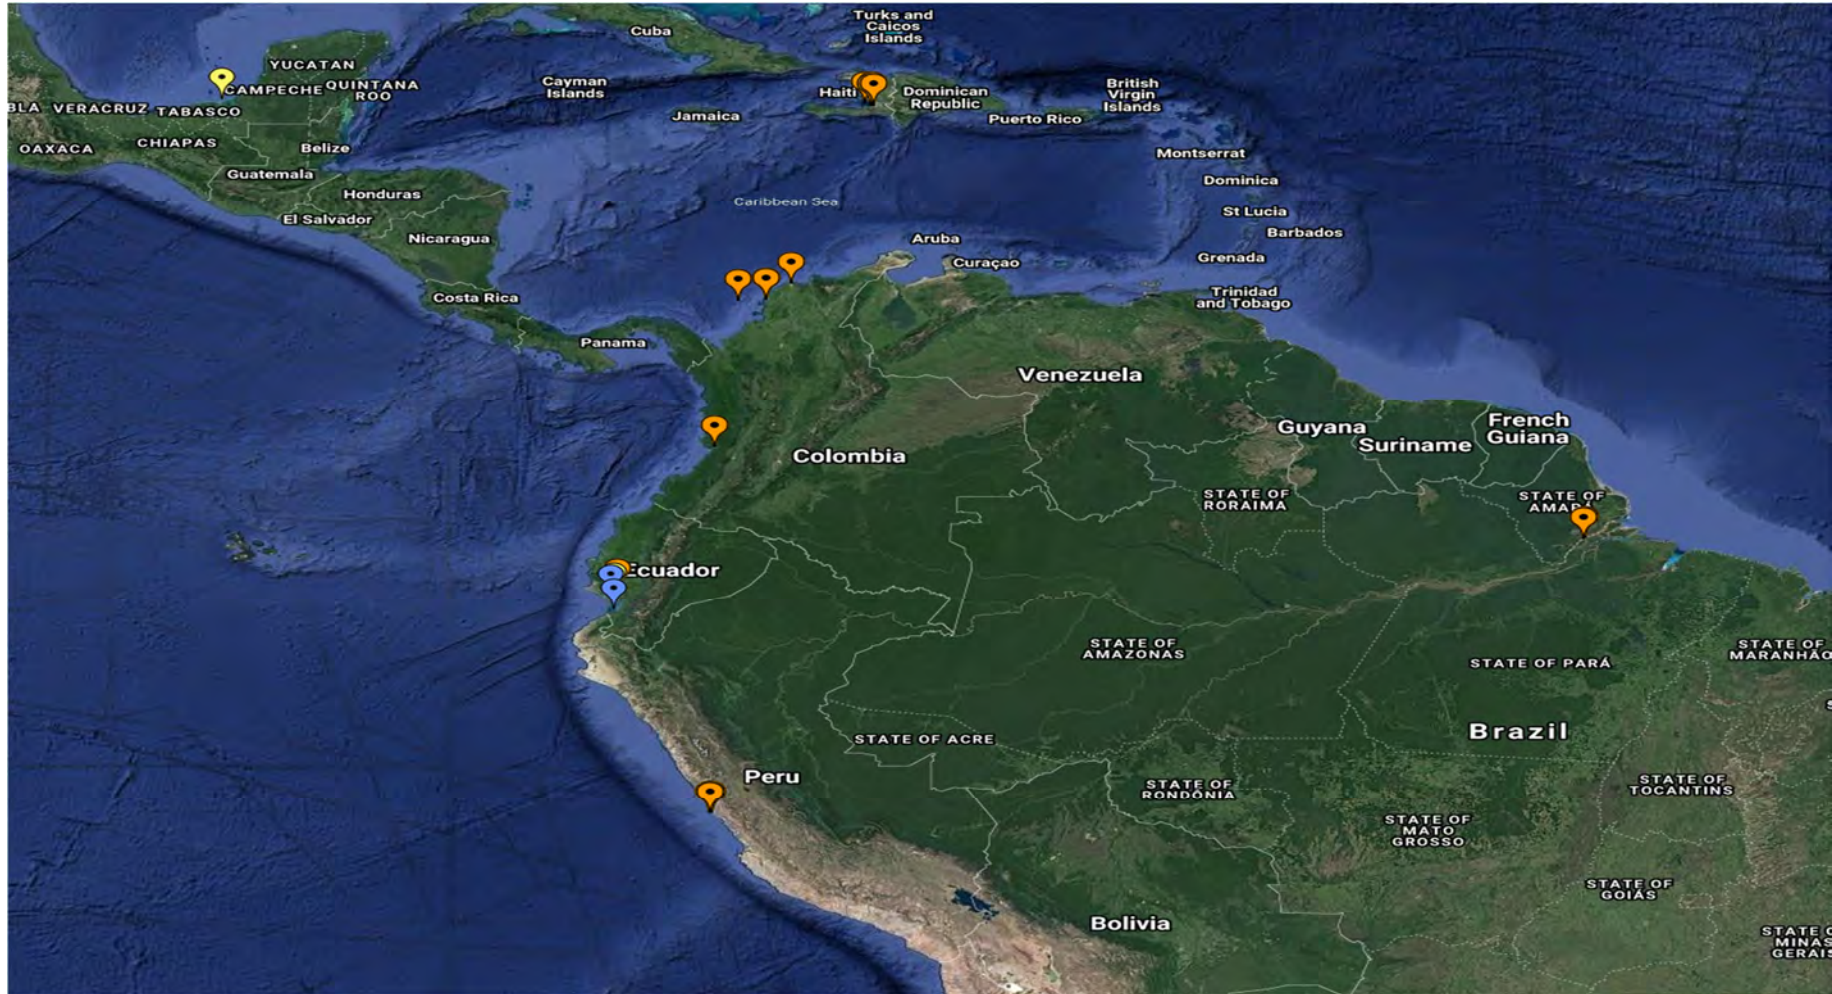 Turks and
Caicos
Islands
Cuba
YUCATAN
Cayman
Islands
British
Virgin
Islands
CAMPECHE
QUINTANA
ROO
Haiti
Dominican
Republic
BLA
VERACRUZ
TABASCO
Jamaica
Puerto Rico
OAXACA
CHIAPAS
Belize
Montserrat
Guatemala
Dominica
Honduras
Caribbean Sea
El Salvador
St Lucia
Nicaragua
Aruba
Barbados
Curaçao
Grenada
Costa Rica
Trinidad
and Tobago
Panama
Venezuela
Guyana
French
Guiana
Suriname
Colombia
STATE OF
RORAIMA
STATE OF
AMAPÁ
Ecuador
STATE OF
AMAZONAS
STATE OF PARÁ
STATE OF
MARANHÃO
STATE OF ACRE
Brazil
Peru
STATE OF
RONDÔNIA
STATE OF
TOCANTINS
STATE OF
MATO
GROSSO
STATE OF
GOIÁS
Bolivia
STATE O
MINAS
GERAIS